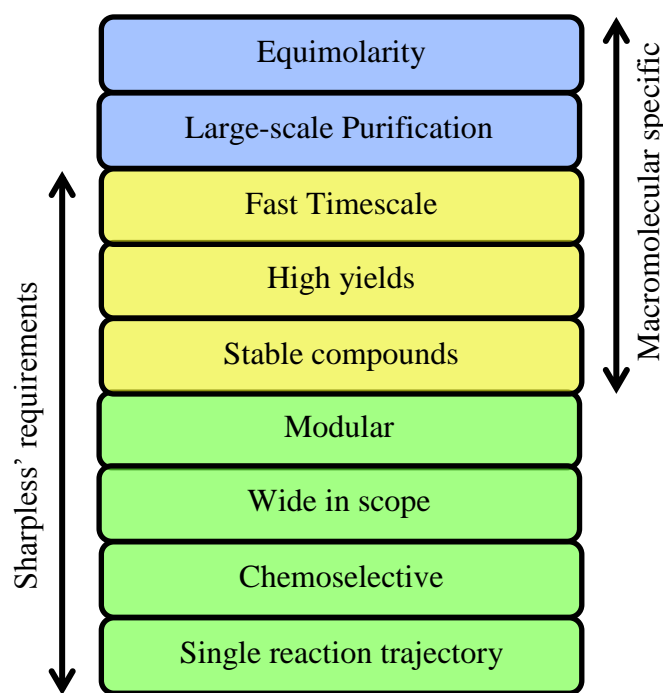 Equimolarity
Large-scale Purification
Fast Timescale
High yields
Stable compounds
Modular
Wide in scope
Chemoselective
Single reaction trajectory
Sharpless’ requirements
Macromolecular specific